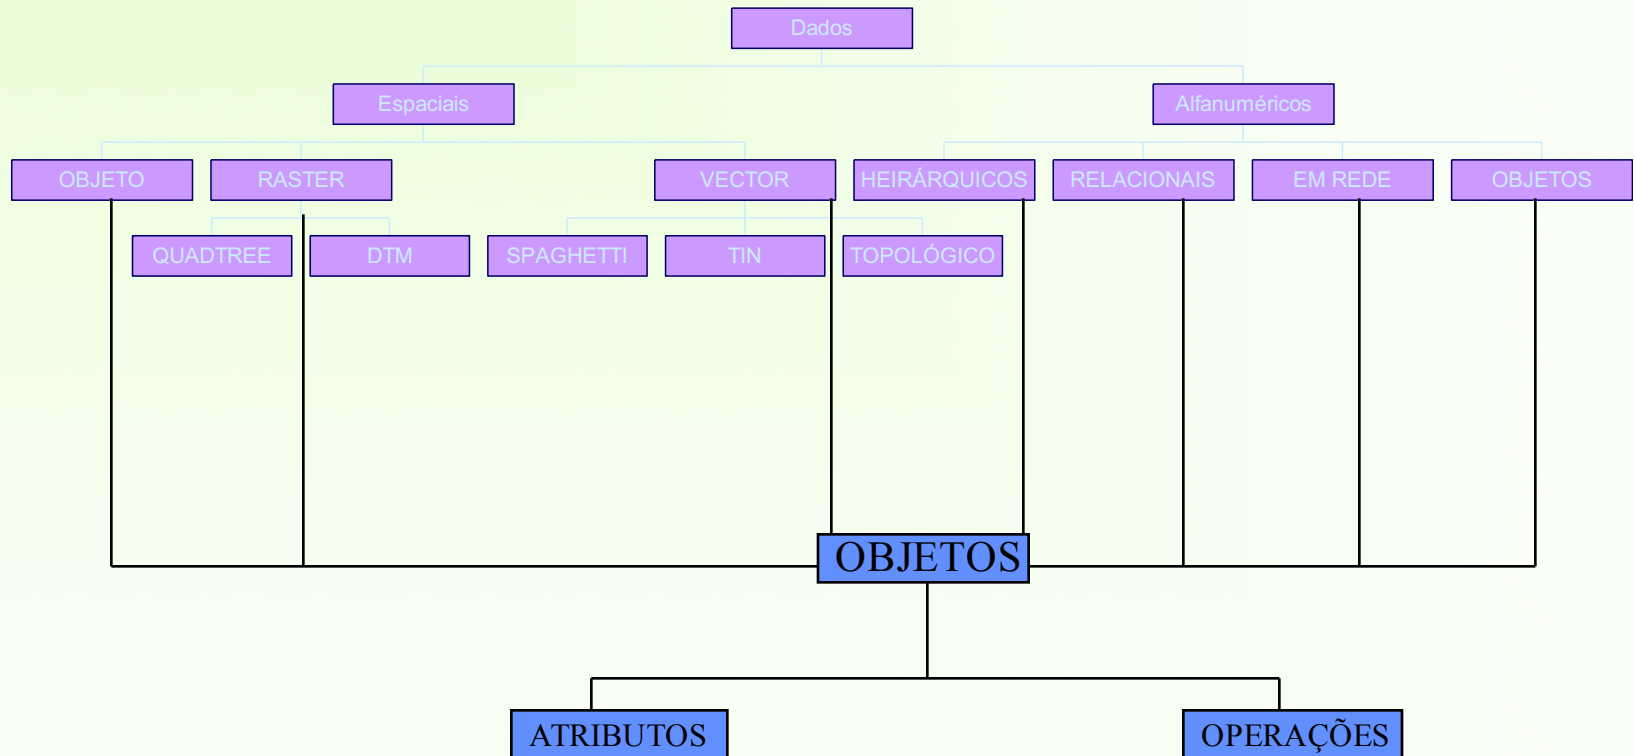 Dados
Espaciais
Alfanuméricos
OBJETO
RASTER
VECTOR
HEIRÁRQUICOS
RELACIONAIS
EM REDE
OBJETOS
QUADTREE
DTM
SPAGHETTI
TIN
TOPOLÓGICO
OBJETOS
ATRIBUTOS
OPERAÇÕES